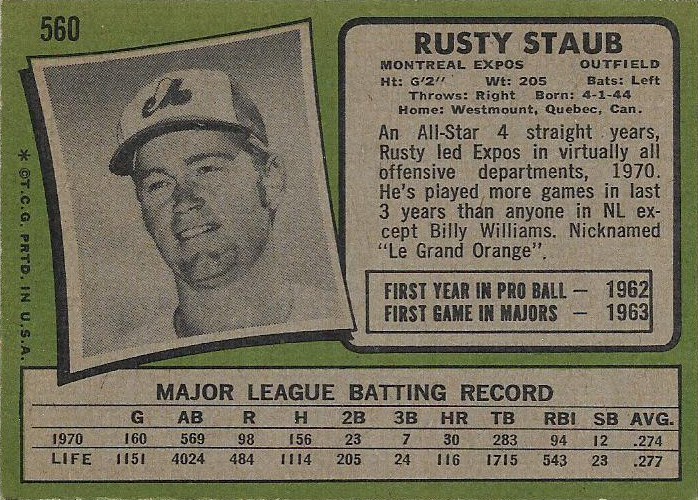 560
* ©T.C.G. PRTD. IN U.S.A.
RUSTY STAUB
MONTREAL EXPOS OUTFIELD
Ht: 6'2" Wt: 205 Bats: Left
Throws: Right Born: 4-1-44
Home: Westmount, Quebec, Can.
An All-Star 4 straight years,
Rusty led Expos in virtually all
offensive departments, 1970.
He's played more games in last
3 years than anyone in NL ex-
cept Billy Williams. Nicknamed
"Le Grand Orange".
FIRST YEAR IN PRO BALL — 1962
FIRST GAME IN MAJORS — 1963
MAJOR LEAGUE BATTING RECORD
G AB R H 2B 3B HR TB RBI SB AVG.
1970 160 569 98 156 23 7 30 283 94 12 .274
LIFE 1151 4024 484 1114 205 24 116 1715 543 23 .277